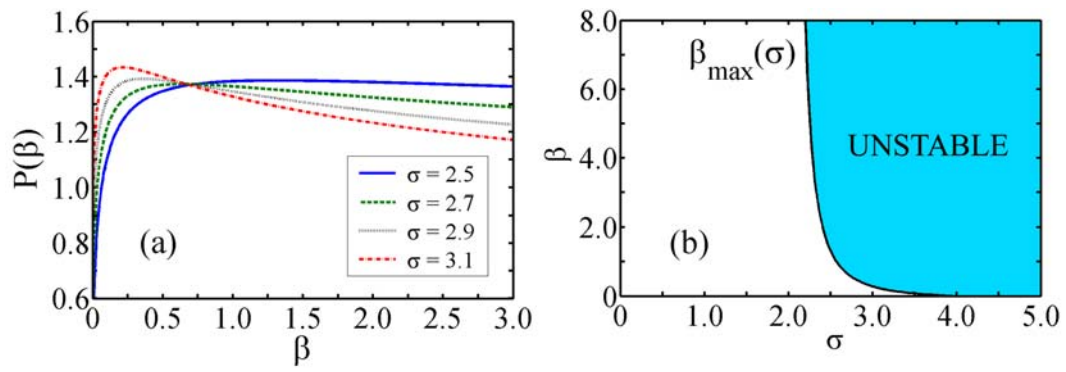 1.6
1.4
1.2
1.0
0.8
0.6
P(β)
(a)
σ = 2.5
σ = 2.7
σ = 2.9
σ = 3.1
0 0.5 1.0 1.5 2.0 2.5 3.0
β
8.0
6.0
4.0
2.0
0
β
β_max(σ)
UNSTABLE
(b)
0 1.0 2.0 3.0 4.0 5.0
σ